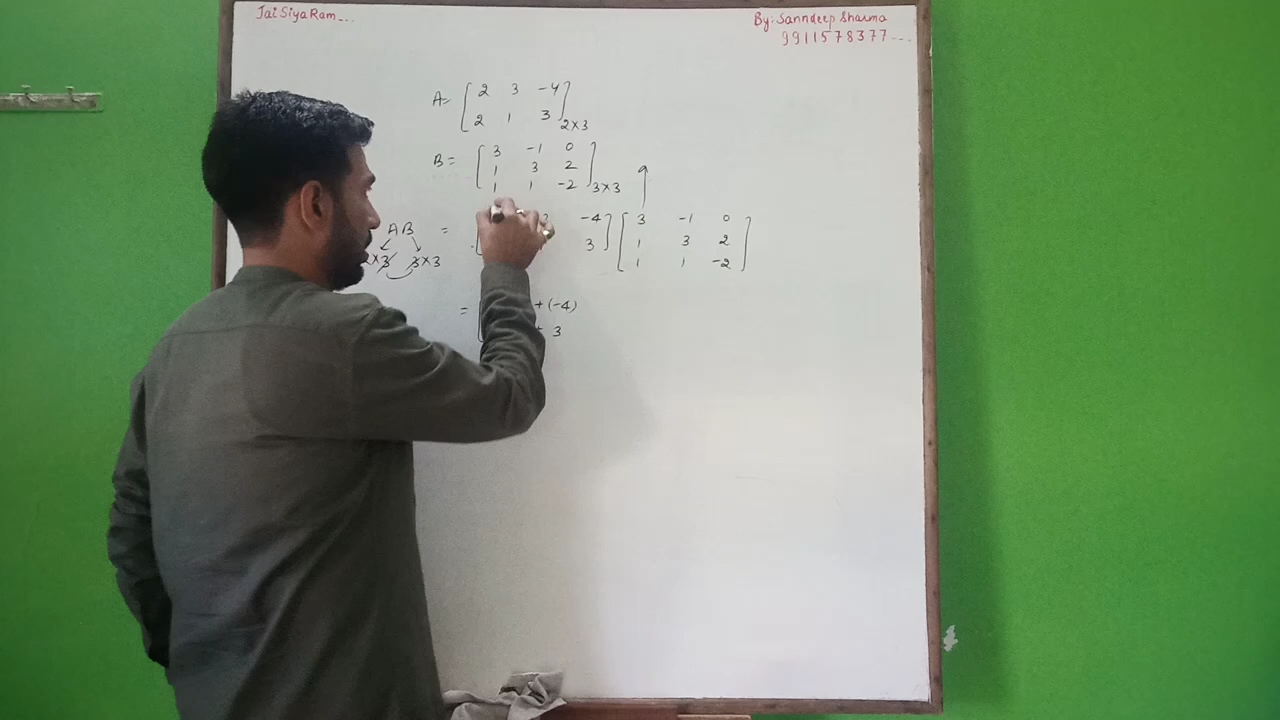 Jai Siya Ram...
By: Sanndeep Sharma
9911578377...
A= [ 2 3 -4
2 1 3 ] 2×3
B= [ 3 -1 0
1 3 2
1 1 -2 ] 3×3
AB = [ -4 ] [ 3 -1 0
×3 3×3 3 ] 1 3 2
1 1 -2 ]
= [ +(-4)
+ 3